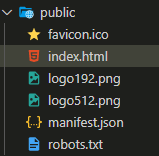 public
favicon.ico
index.html
logo192.png
logo512.png
manifest.json
robots.txt